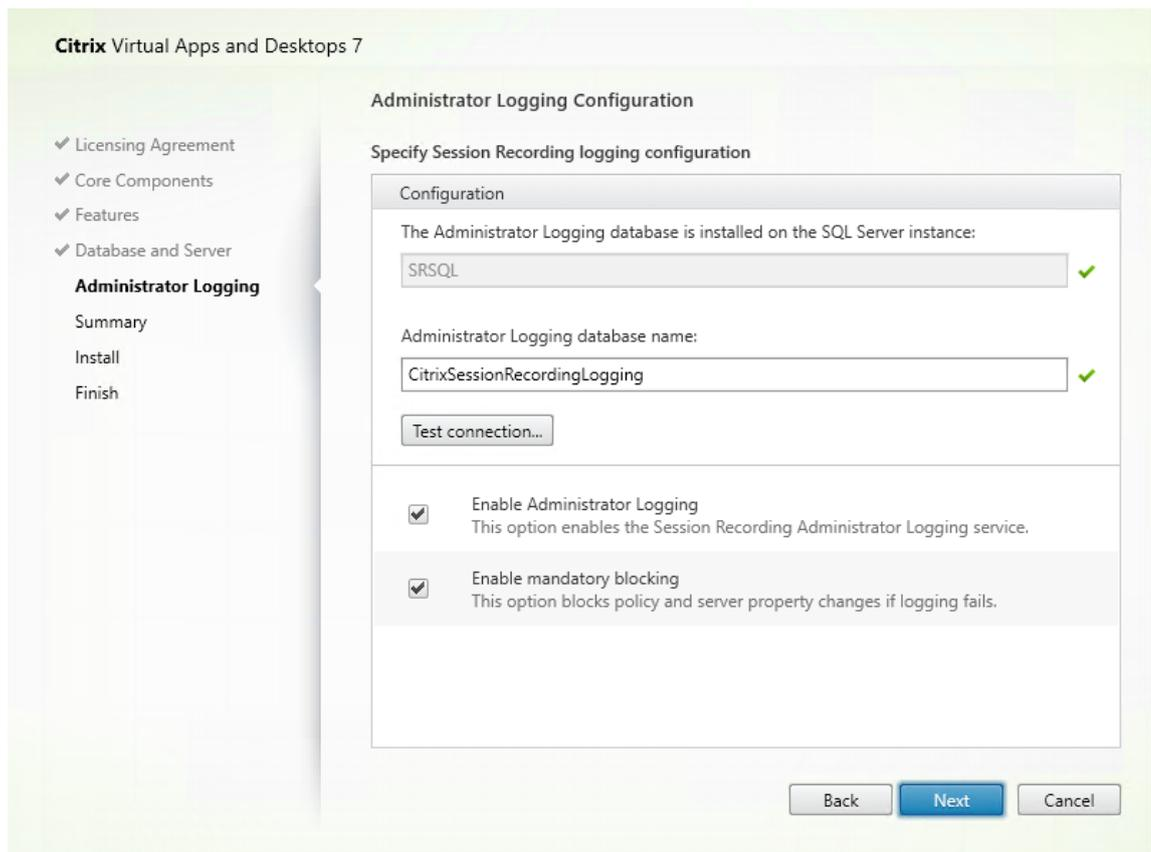 Citrix Virtual Apps and Desktops 7
Licensing Agreement
Core Components
Features
Database and Server
Administrator Logging
Summary
Install
Finish
Administrator Logging Configuration
Specify Session Recording logging configuration
Configuration
The Administrator Logging database is installed on the SQL Server instance:
SRSQL
Administrator Logging database name:
CitrixSessionRecordingLogging
Test connection...
Enable Administrator Logging
This option enables the Session Recording Administrator Logging service.
Enable mandatory blocking
This option blocks policy and server property changes if logging fails.
Back
Next
Cancel